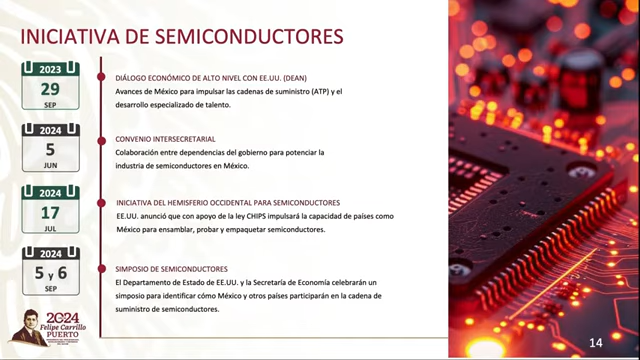 INICIATIVA DE SEMICONDUCTORES
2023
29
SEP
DIÁLOGO ECONÓMICO DE ALTO NIVEL CON EE.UU. (DEAN)
Avances de México para impulsar las cadenas de suministro (ATP) y el
desarrollo especializado de talento.
2024
5
JUN
CONVENIO INTERSECRETARIAL
Colaboración entre dependencias del gobierno para potenciar la
industria de semiconductores en México.
2024
17
JUL
INICIATIVA DEL HEMISFERIO OCCIDENTAL PARA SEMICONDUCTORES
EE.UU. anunció que con apoyo de la ley CHIPS impulsará la capacidad de países como
México para ensamblar, probar y empaquetar semiconductores.
2024
5 y 6
SEP
SIMPOSIO DE SEMICONDUCTORES
El Departamento de Estado de EE.UU. y la Secretaría de Economía celebrarán un
simposio para identificar cómo México y otros países participarán en la cadena de
suministro de semiconductores.
2024
Felipe Carrillo
PUERTO
14